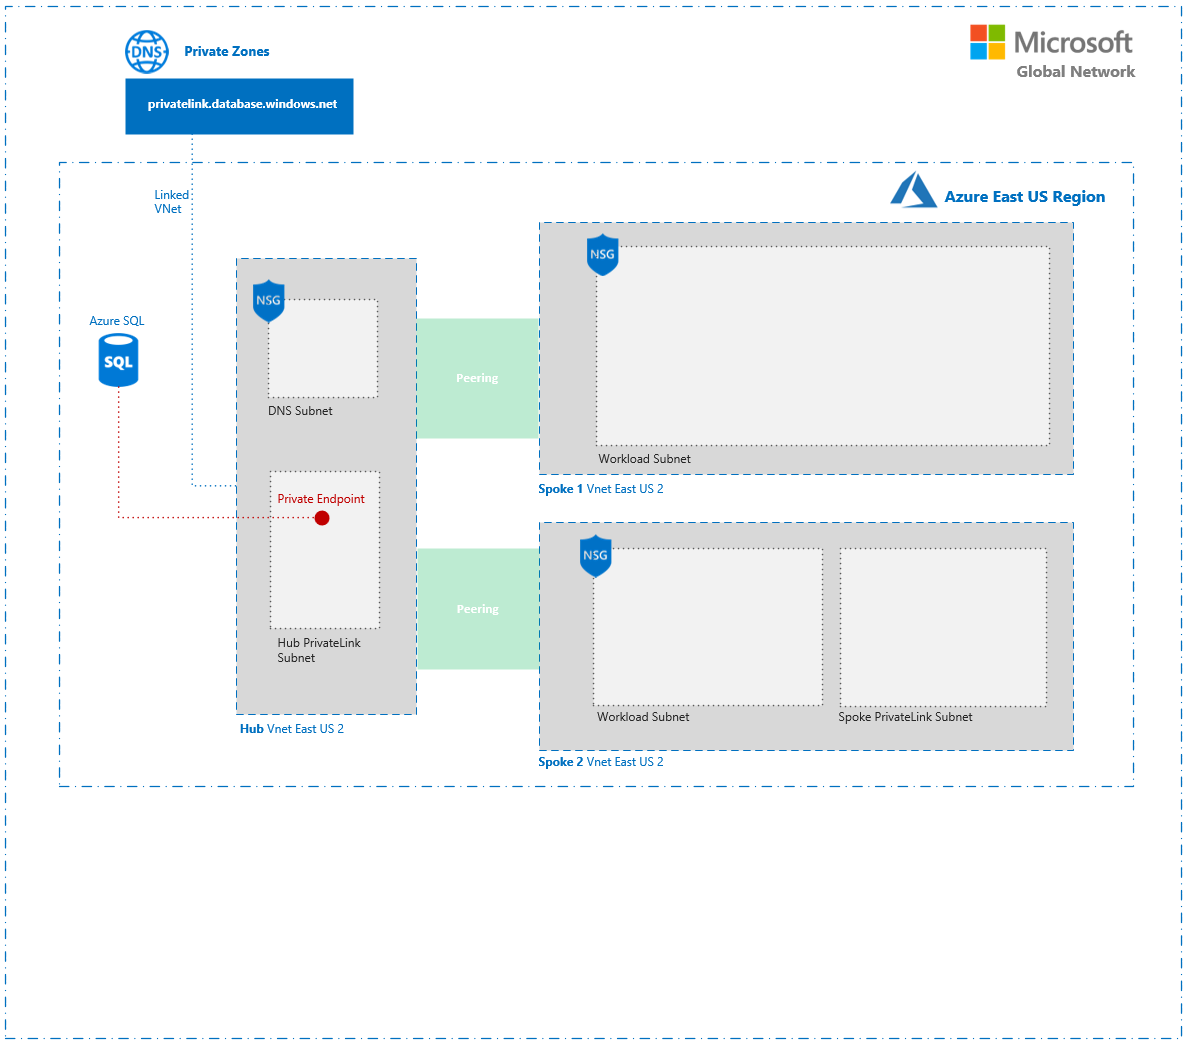 DNS
Private Zones
Microsoft
Global Network
privatelink.database.windows.net
Linked
VNet
Azure East US Region
NSG
NSG
Azure SQL
SQL
Peering
DNS Subnet
Workload Subnet
Spoke 1 Vnet East US 2
Private Endpoint
NSG
Peering
Hub PrivateLink
Subnet
Workload Subnet
Spoke PrivateLink Subnet
Hub Vnet East US 2
Spoke 2 Vnet East US 2